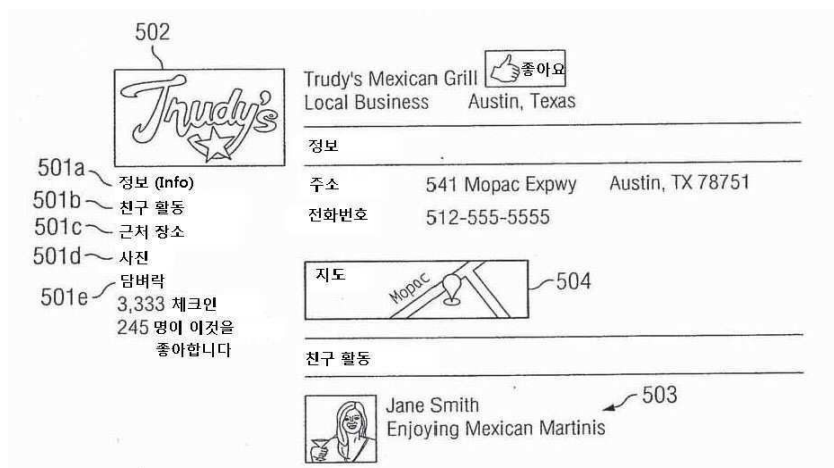 502
Trudy's
501a
정보 (Info)
501b
친구 활동
501c
근처 장소
501d
사진
501e
담벼락
3,333 체크인
245 명이 이것을
좋아합니다
Trudy's Mexican Grill 좋아요
Local Business Austin, Texas
정보
주소 541 Mopac Expwy Austin, TX 78751
전화번호 512-555-5555
지도
Mopac
504
친구 활동
Jane Smith
503
Enjoying Mexican Martinis